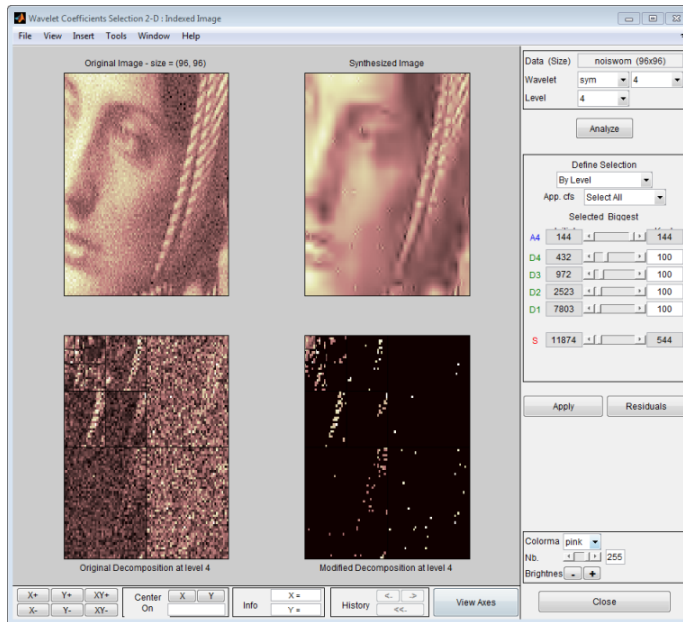 Wavelet Coefficients Selection 2-D : Indexed Image
File View Insert Tools Window Help
Original Image - size = (96, 96)
Synthesized Image
Original Decomposition at level 4
Modified Decomposition at level 4
Data (Size) noiswom (96x96)
Wavelet sym 4
Level 4
Analyze
Define Selection
By Level
App. cfs Select All
Selected Biggest
A4 144 144
D4 432 100
D3 972 100
D2 2523 100
D1 7803 100
S 11874 544
Apply Residuals
Colorma pink
Nb. 255
Brightnes - +
Close
X+ Y+ XY+
X- Y- XY-
Center On X Y
Info X = Y =
History <- -> <<-
View Axes